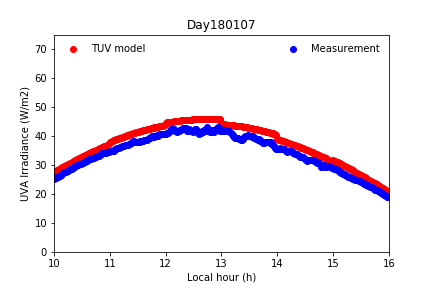 Day180107
TUV model
Measurement
UVA Irradiance (W/m2)
70
60
50
40
30
20
10
0
10 11 12 13 14 15 16
Local hour (h)